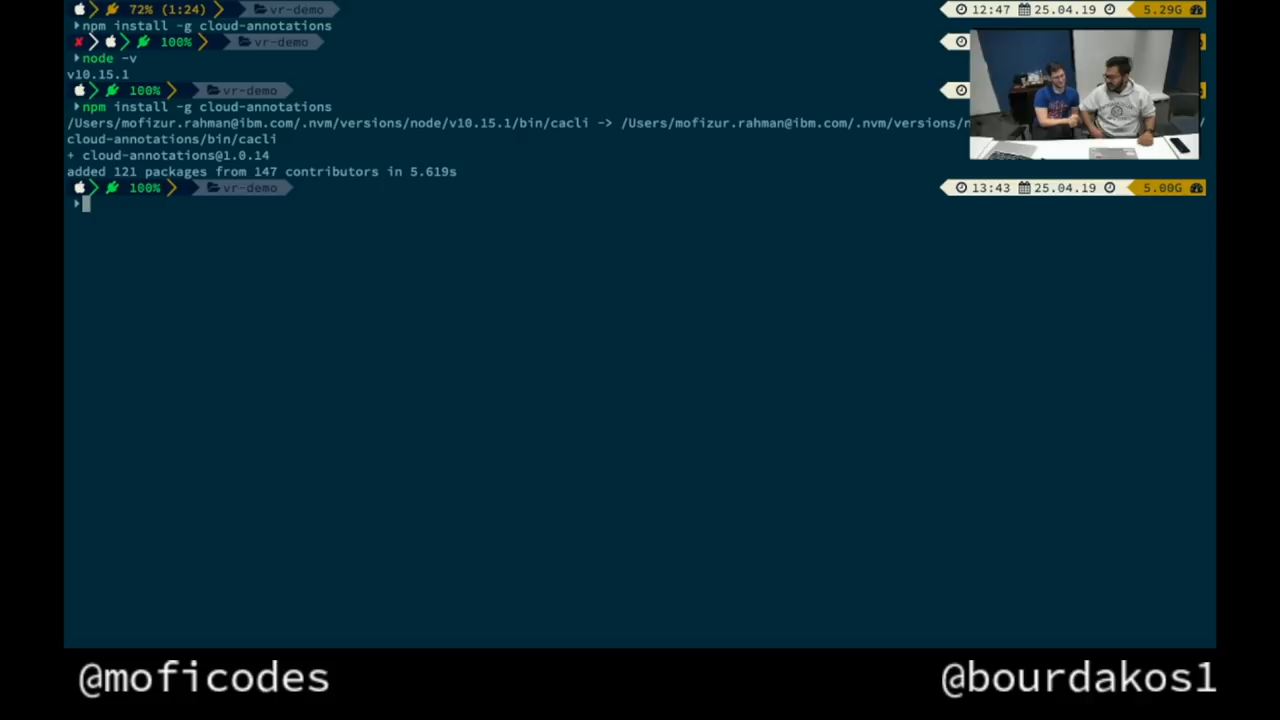 72% (1:24) vr-demo 12:47 25.04.19 5.29G
npm install -g cloud-annotations
✘ 100% vr-demo
node -v
v10.15.1
100% vr-demo
npm install -g cloud-annotations
/Users/mofizur.rahman@ibm.com/.nvm/versions/node/v10.15.1/bin/cacli -> /Users/mofizur.rahman@ibm.com/.nvm/versions/n
cloud-annotations/bin/cacli
+ cloud-annotations@1.0.14
added 121 packages from 147 contributors in 5.619s
100% vr-demo 13:43 25.04.19 5.00G
@moficodes @bourdakos1